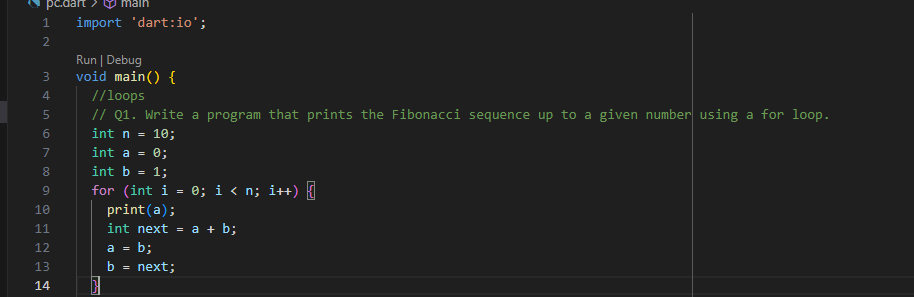 pc.dart > main
1 import 'dart:io';
2
Run | Debug
3 void main() {
4 //loops
5 // Q1. Write a program that prints the Fibonacci sequence up to a given number using a for loop.
6 int n = 10;
7 int a = 0;
8 int b = 1;
9 for (int i = 0; i < n; i++) {
10 print(a);
11 int next = a + b;
12 a = b;
13 b = next;
14 }